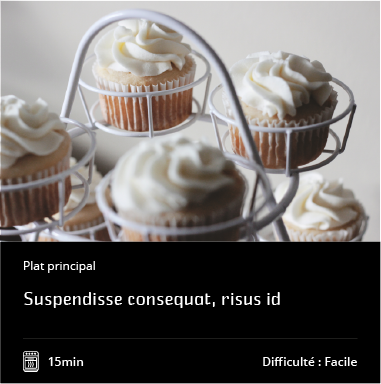 Plat principal
Suspendisse consequat, risus id
15min
Difficulté : Facile